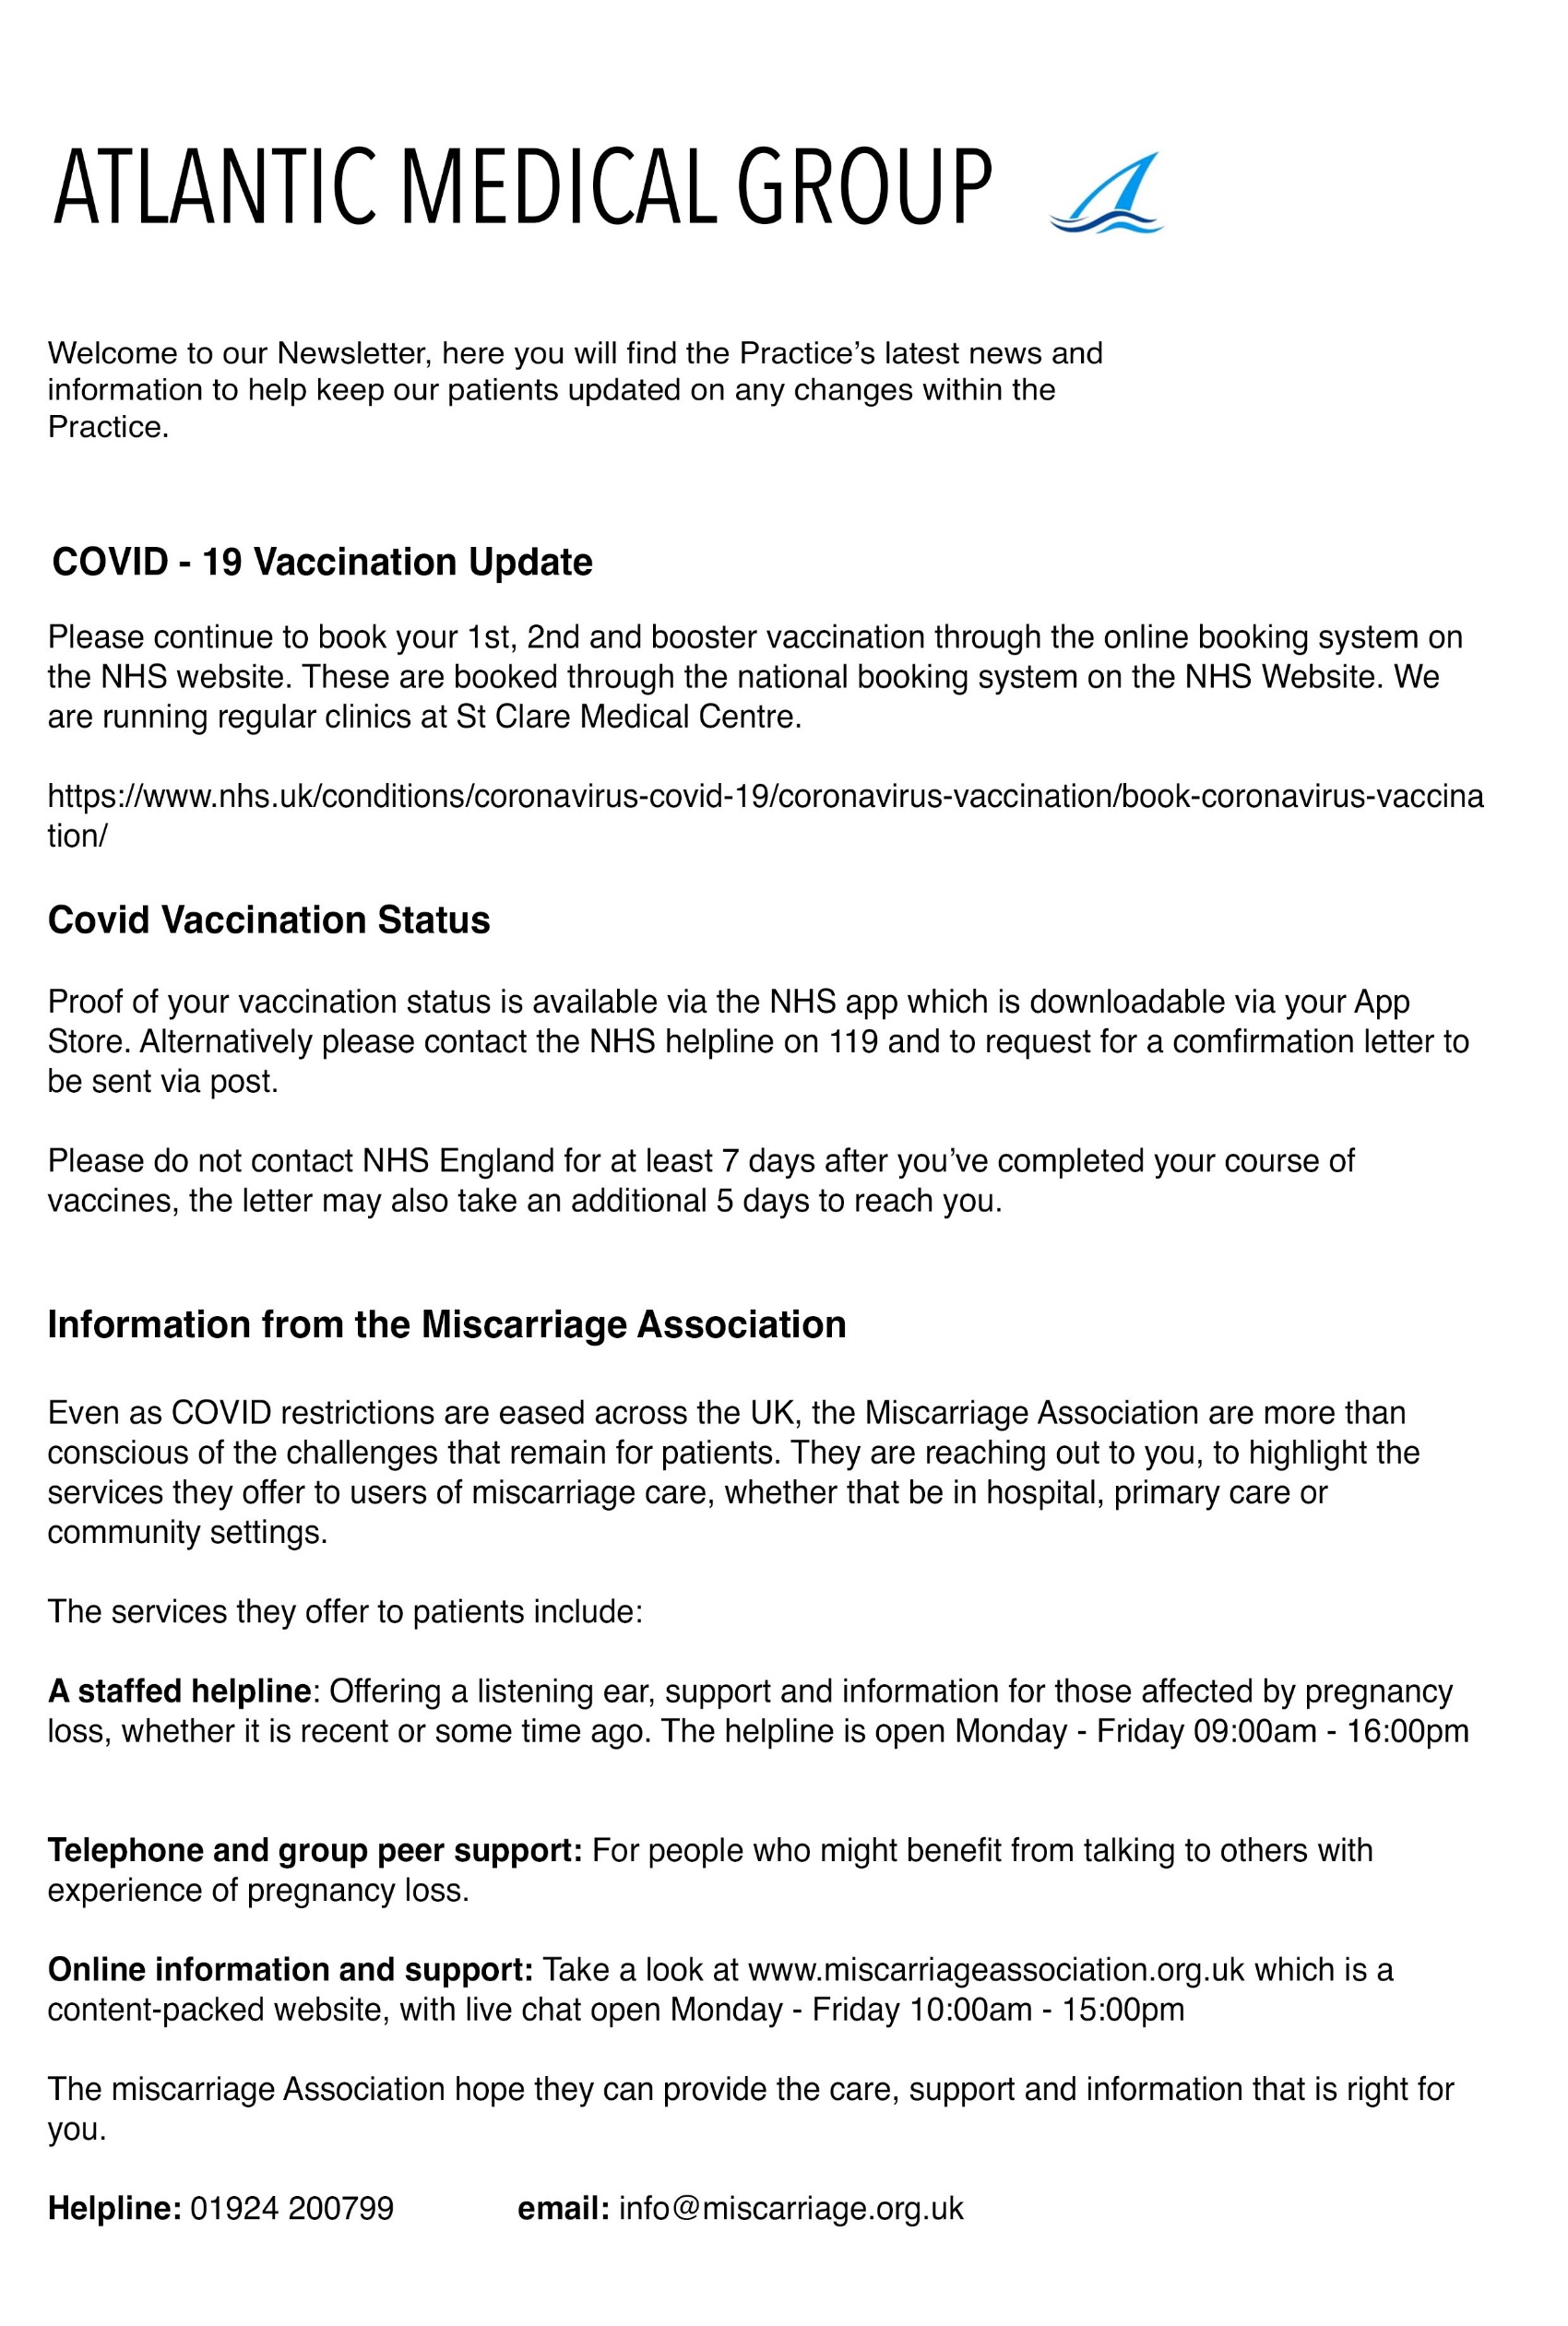 ATLANTIC MEDICAL GROUP
Welcome to our Newsletter, here you will find the Practice’s latest news and
information to help keep our patients updated on any changes within the
Practice.
COVID - 19 Vaccination Update
Please continue to book your 1st, 2nd and booster vaccination through the online booking system on
the NHS website. These are booked through the national booking system on the NHS Website. We
are running regular clinics at St Clare Medical Centre.
https://www.nhs.uk/conditions/coronavirus-covid-19/coronavirus-vaccination/book-coronavirus-vaccina
tion/
Covid Vaccination Status
Proof of your vaccination status is available via the NHS app which is downloadable via your App
Store. Alternatively please contact the NHS helpline on 119 and to request for a comfirmation letter to
be sent via post.
Please do not contact NHS England for at least 7 days after you’ve completed your course of
vaccines, the letter may also take an additional 5 days to reach you.
Information from the Miscarriage Association
Even as COVID restrictions are eased across the UK, the Miscarriage Association are more than
conscious of the challenges that remain for patients. They are reaching out to you, to highlight the
services they offer to users of miscarriage care, whether that be in hospital, primary care or
community settings.
The services they offer to patients include:
A staffed helpline: Offering a listening ear, support and information for those affected by pregnancy
loss, whether it is recent or some time ago. The helpline is open Monday - Friday 09:00am - 16:00pm
Telephone and group peer support: For people who might benefit from talking to others with
experience of pregnancy loss.
Online information and support: Take a look at www.miscarriageassociation.org.uk which is a
content-packed website, with live chat open Monday - Friday 10:00am - 15:00pm
The miscarriage Association hope they can provide the care, support and information that is right for
you.
Helpline: 01924 200799 email: info@miscarriage.org.uk